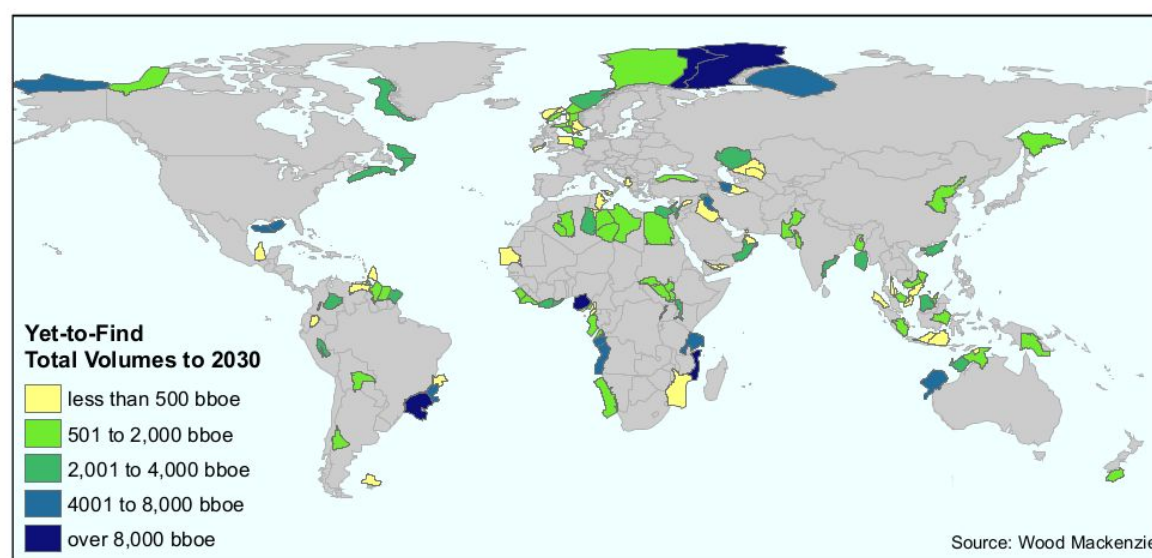 Yet-to-Find
Total Volumes to 2030
less than 500 bboe
501 to 2,000 bboe
2,001 to 4,000 bboe
4001 to 8,000 bboe
over 8,000 bboe
Source: Wood Mackenzie